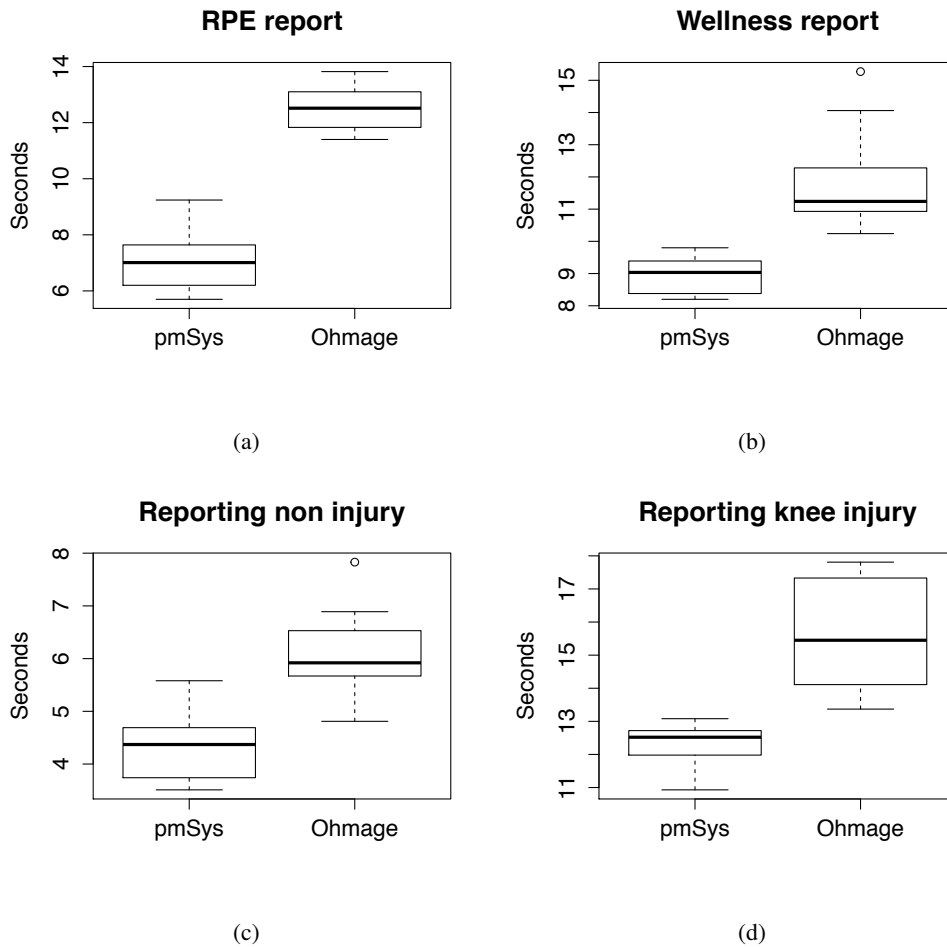 RPE report
Seconds
14
12
10
8
6
pmSys
Ohmage
(a)
Wellness report
Seconds
15
13
11
9
8
pmSys
Ohmage
(b)
Reporting non injury
Seconds
8
7
6
5
4
pmSys
Ohmage
(c)
Reporting knee injury
Seconds
17
15
13
11
pmSys
Ohmage
(d)